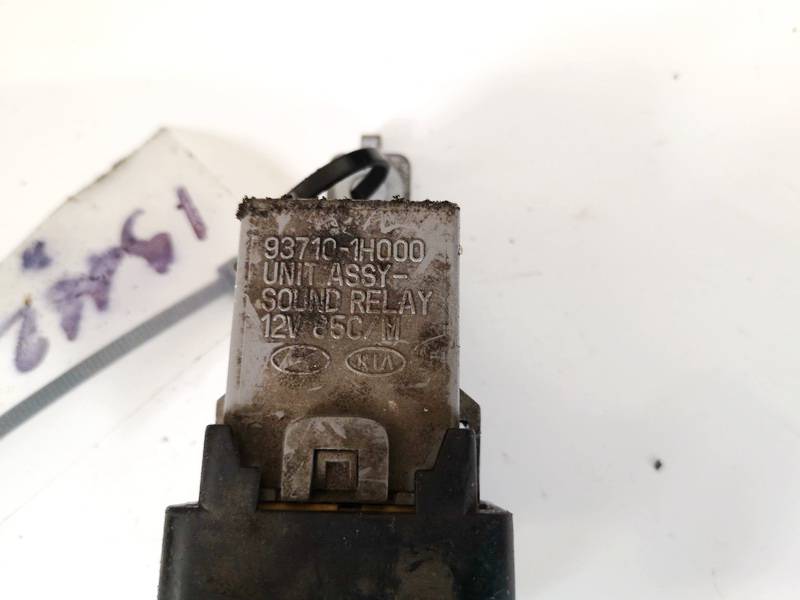 93710-1H000
UNIT ASSY-
SOUND RELAY
12V 85C/M
KIA